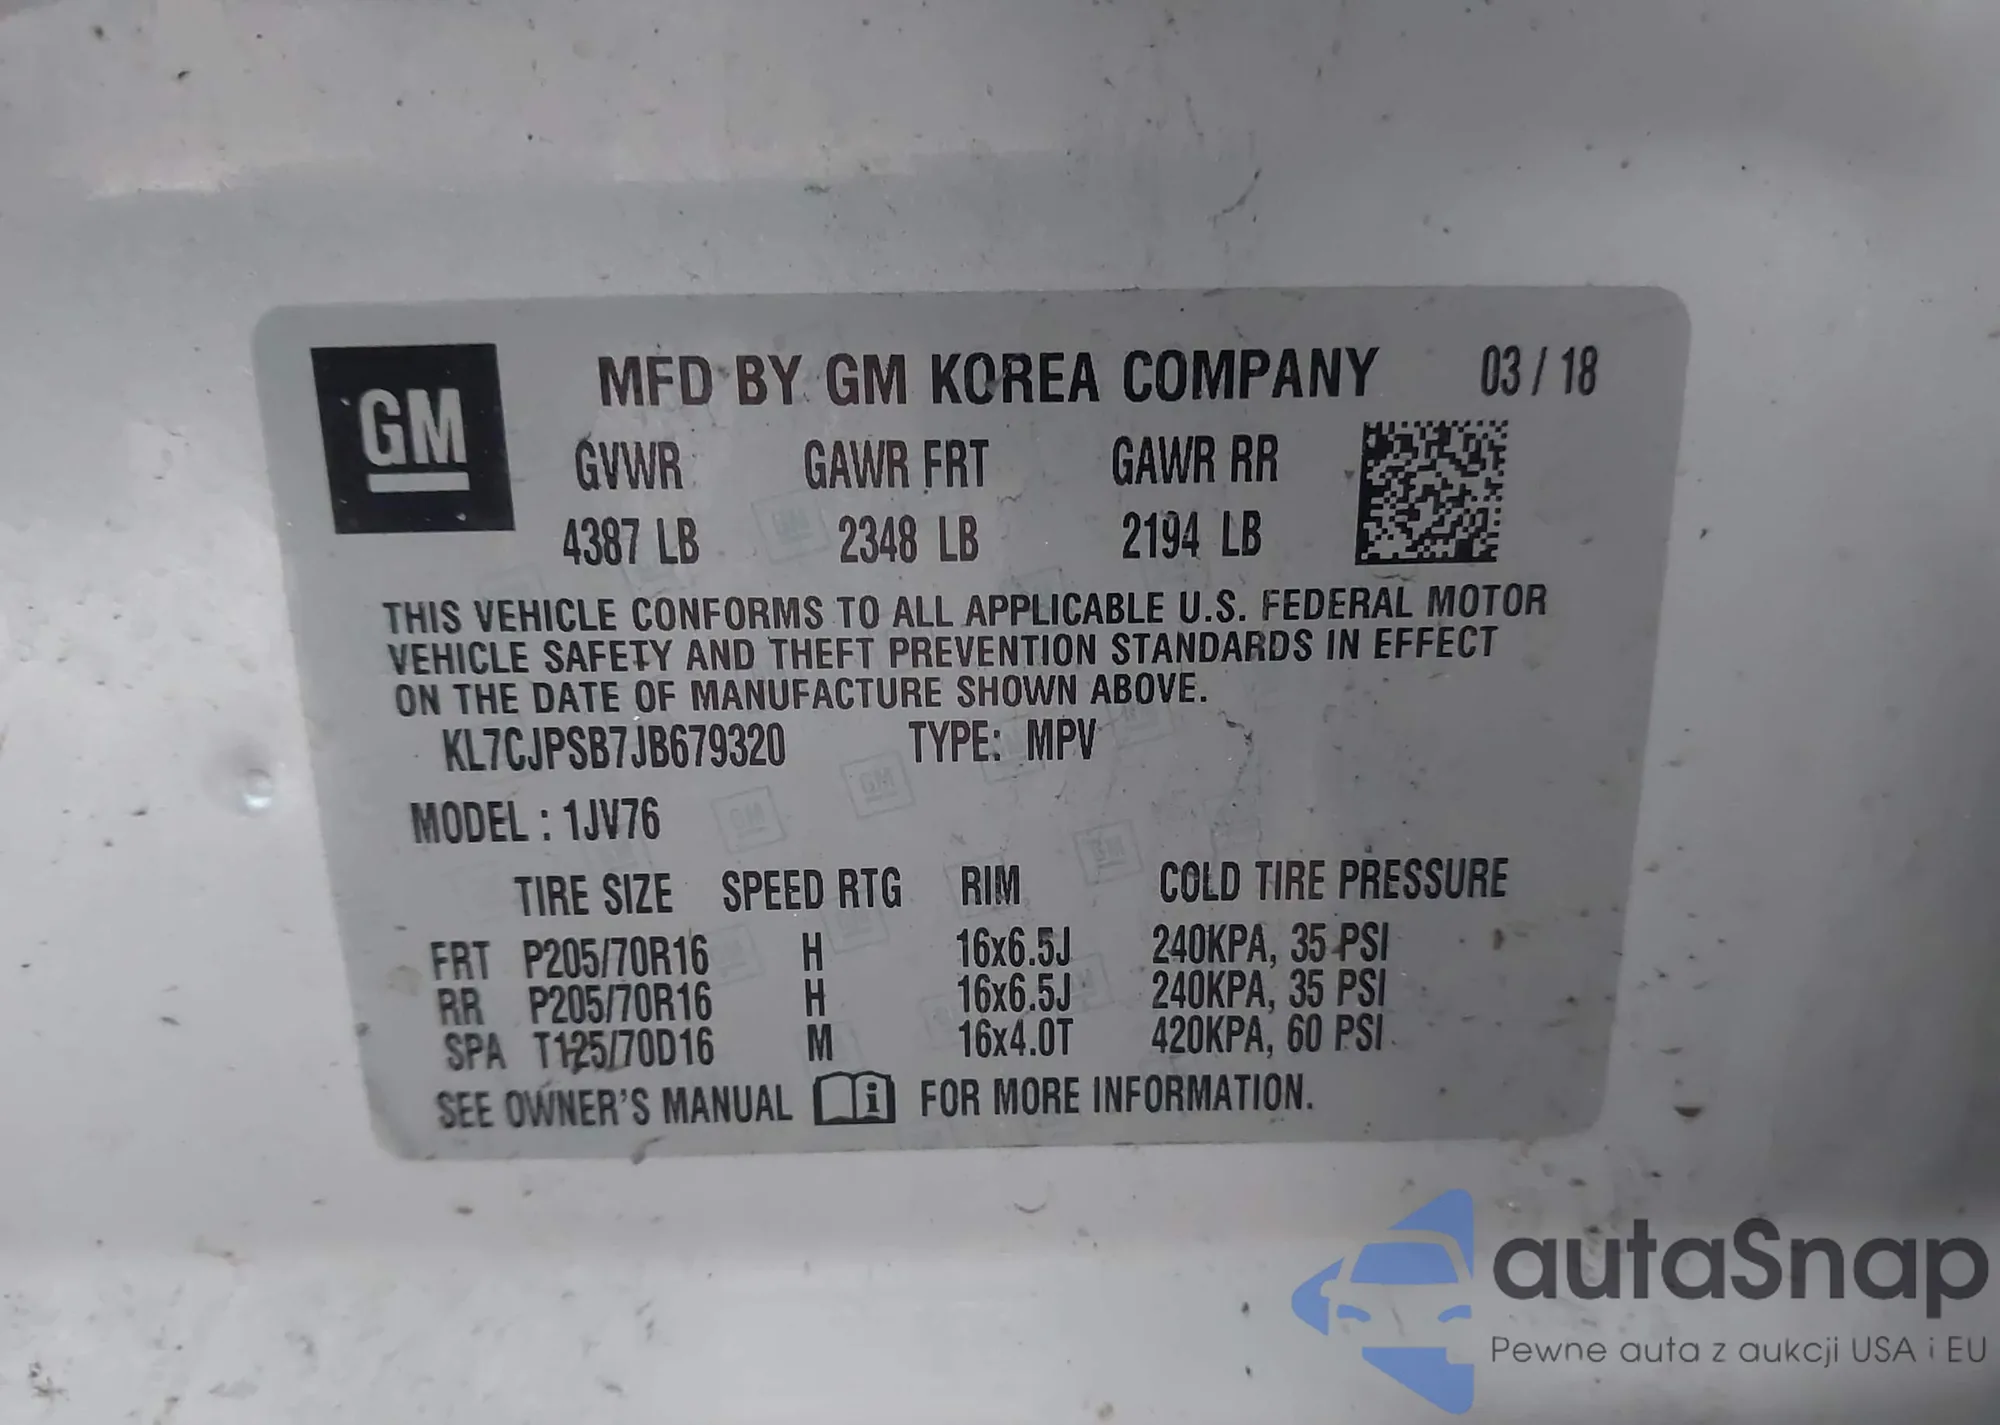 GM
MFD BY GM KOREA COMPANY 03 / 18
GVWR GAWR FRT GAWR RR
4387 LB 2348 LB 2194 LB
THIS VEHICLE CONFORMS TO ALL APPLICABLE U.S. FEDERAL MOTOR
VEHICLE SAFETY AND THEFT PREVENTION STANDARDS IN EFFECT
ON THE DATE OF MANUFACTURE SHOWN ABOVE.
KL7CJPSB7JB679320 TYPE: MPV
MODEL : 1JV76
TIRE SIZE SPEED RTG RIM COLD TIRE PRESSURE
FRT P205/70R16 H 16x6.5J 240KPA, 35 PSI
RR P205/70R16 H 16x6.5J 240KPA, 35 PSI
SPA T125/70D16 M 16x4.0T 420KPA, 60 PSI
SEE OWNER'S MANUAL i FOR MORE INFORMATION.
autaSnap
Pewne auta z aukcji USA i EU